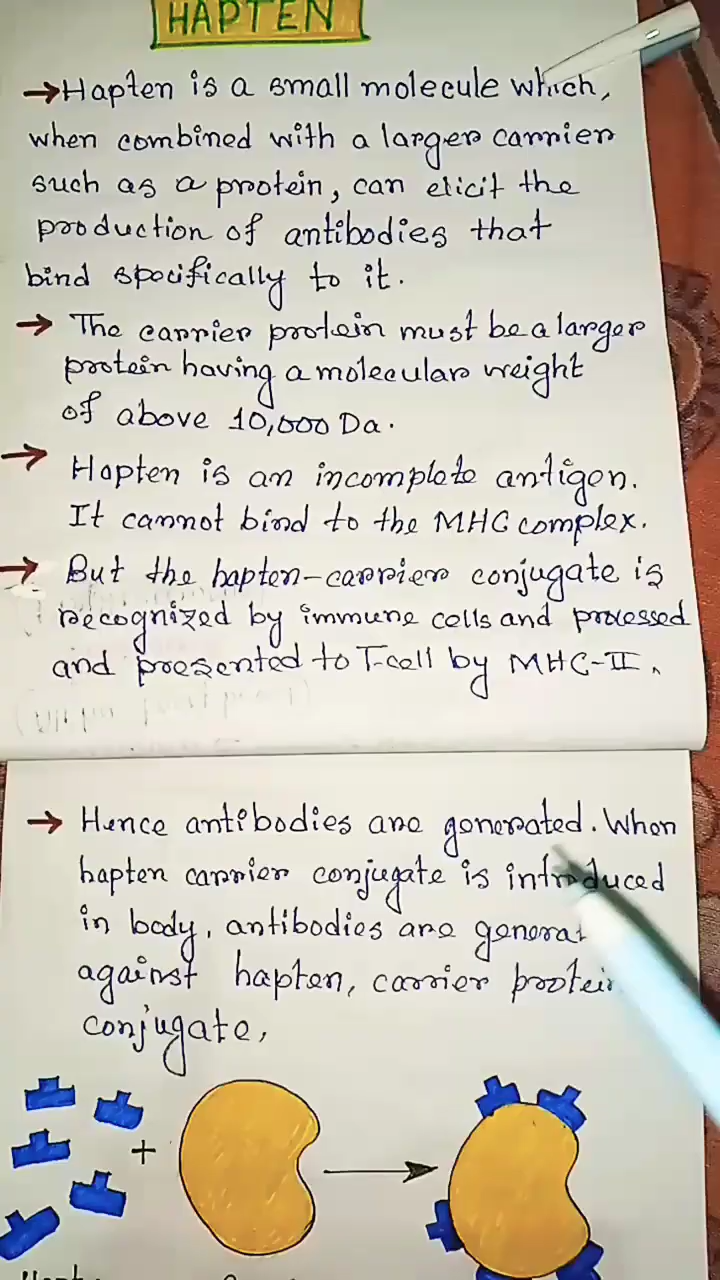 HAPTEN
→Hapten is a small molecule which,
when combined with a larger carrier
such as a protein, can elicit the
production of antibodies that
bind specifically to it.
→ The carrier protein must be a larger
protein having a molecular weight
of above 10,000 Da.
→ Hapten is an incomplete antigen.
It cannot bind to the MHC complex.
→ But the hapten-carrier conjugate is
recognized by immune cells and processed
and presented to T-cell by MHC-II.
→ Hence antibodies are generated. When
hapten carrier conjugate is introduced
in body, antibodies are
against hapten, carrier
conjugate,
+